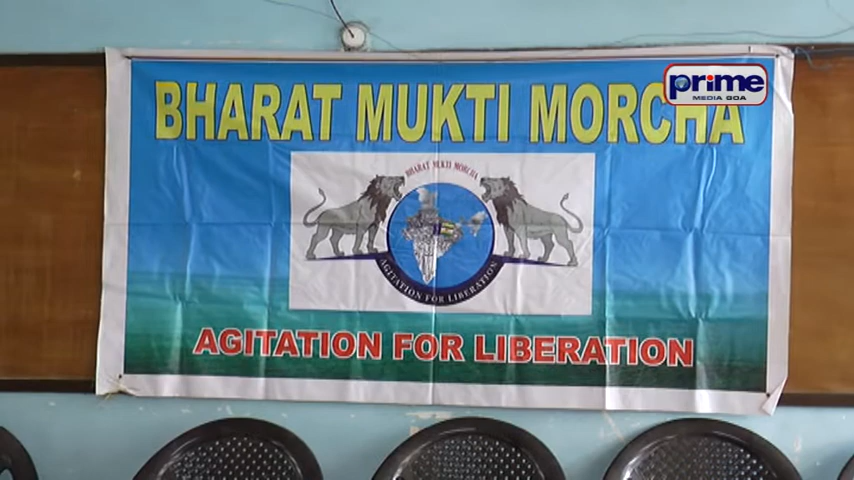 BHARAT MUKTI MORCHA
prime
MEDIA GOA
BHARAT MUKTI MORCHA
AGITATION FOR LIBERATION
AGITATION FOR LIBERATION